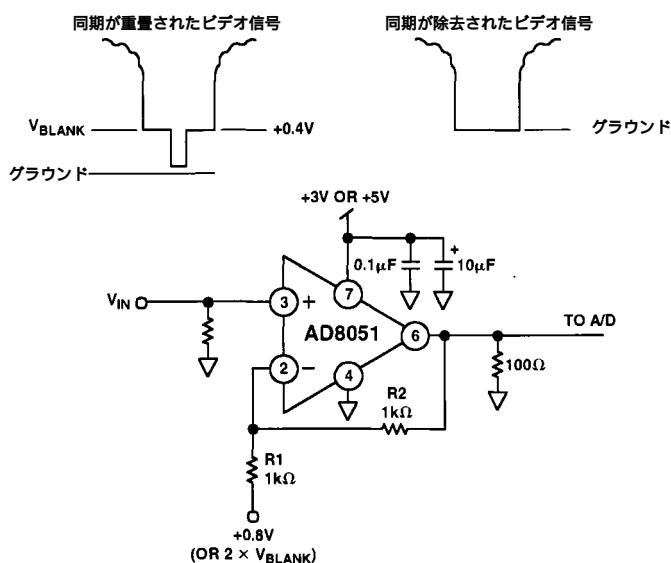 同期が重畳されたビデオ信号
同期が除去されたビデオ信号
VBLANK
+0.4V
グラウンド
グラウンド
+3V OR +5V
0.1μF
+
10μF
VIN
3
+
7
AD8051
6
TO A/D
2
−
4
100Ω
R2
1kΩ
R1
1kΩ
+0.8V
(OR 2 × VBLANK)